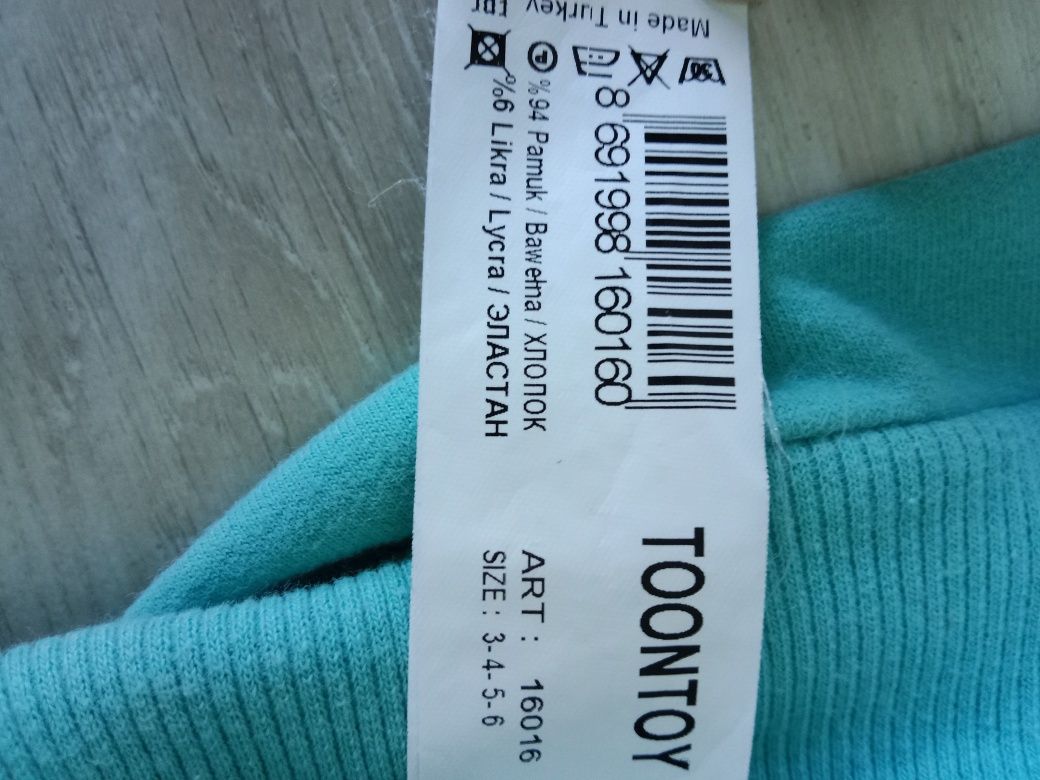 Made in Turkey
30
P
8 691998 160160
%94 Pamuk / Bawełna / ХЛОПОК
%6 Likra / Lycra / ЭЛАСТАН
TOONTOY
ART : 16016
SIZE : 3-4-5-6